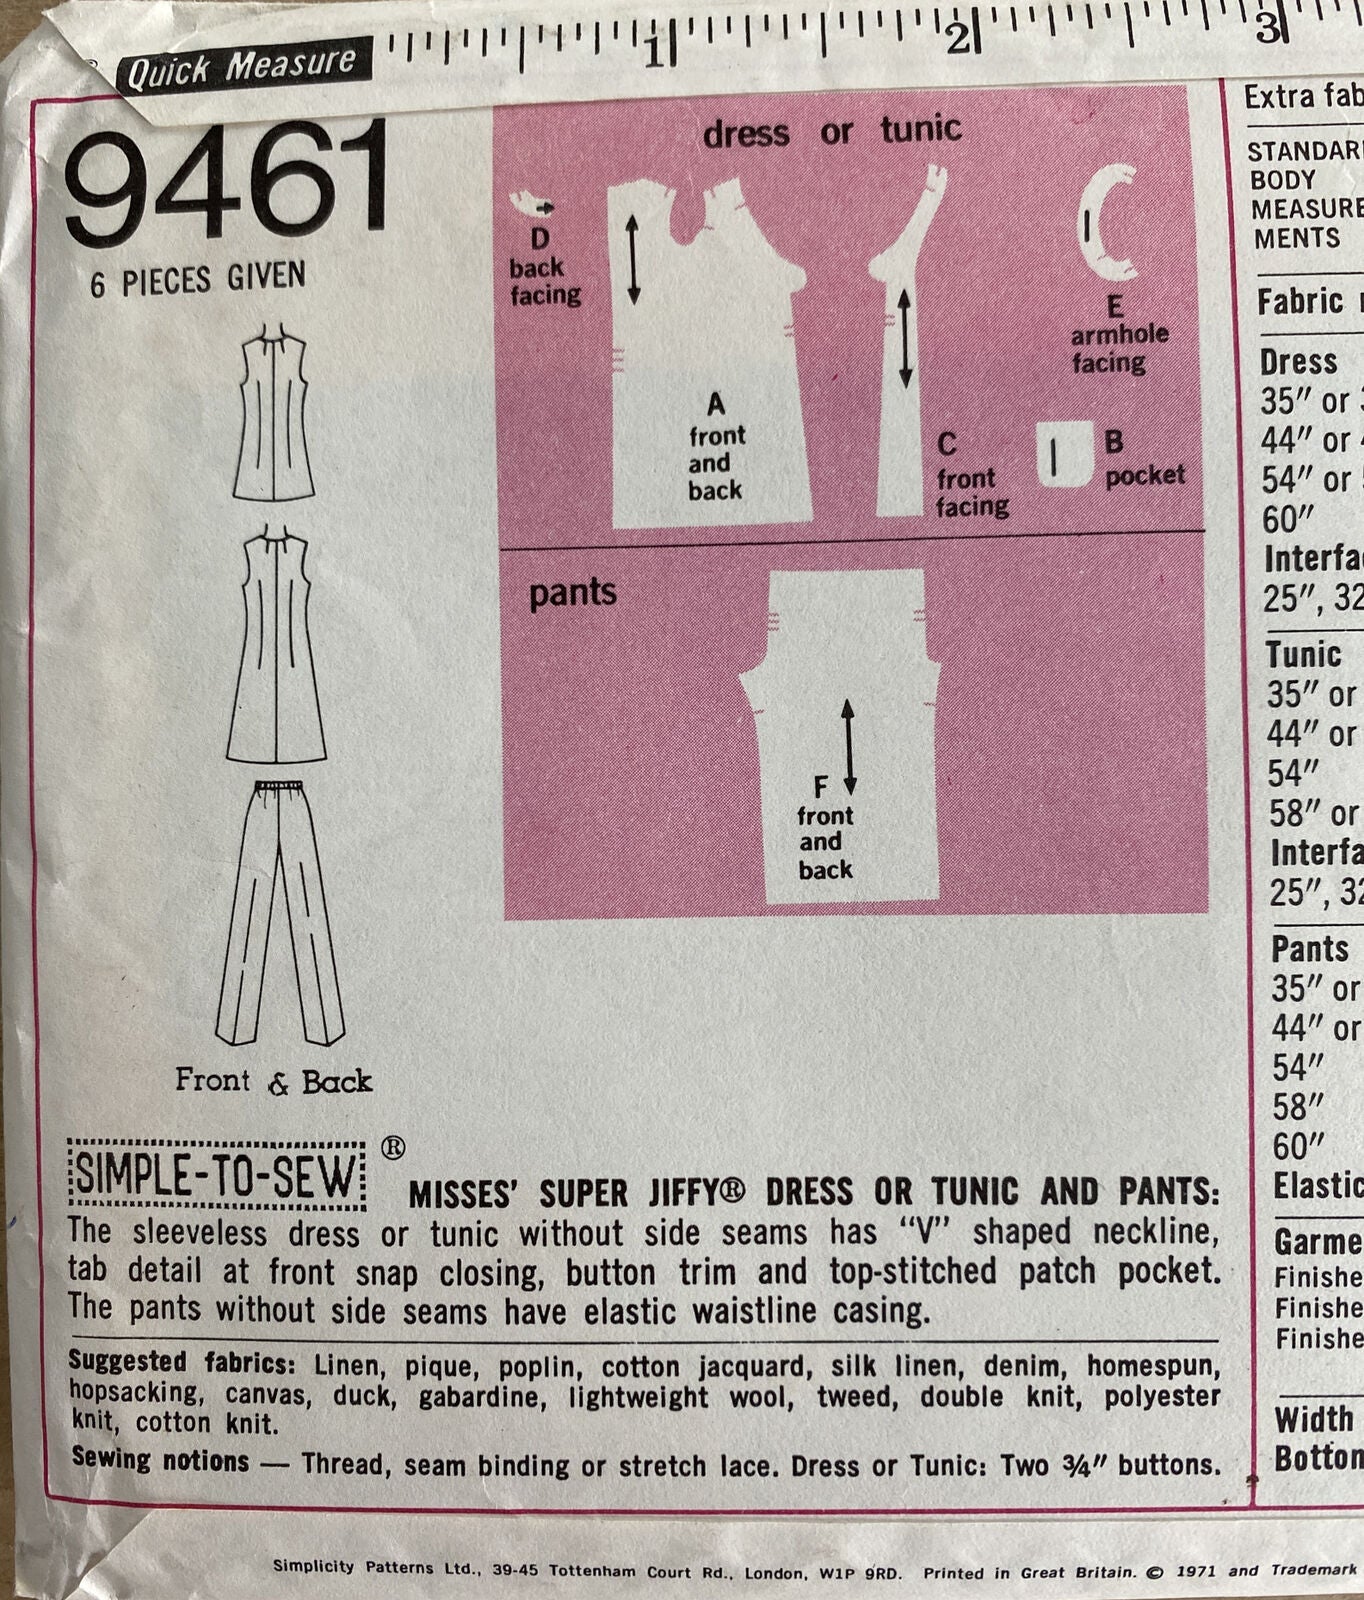 Quick Measure
1 2 3
9461
6 PIECES GIVEN
Front & Back
dress or tunic
D
back
facing
A
front
and
back
C
front
facing
E
armhole
facing
B
pocket
pants
F
front
and
back
SIMPLE-TO-SEW ®
MISSES' SUPER JIFFY® DRESS OR TUNIC AND PANTS:
The sleeveless dress or tunic without side seams has "V" shaped neckline,
tab detail at front snap closing, button trim and top-stitched patch pocket.
The pants without side seams have elastic waistline casing.
Suggested fabrics: Linen, pique, poplin, cotton jacquard, silk linen, denim, homespun,
hopsacking, canvas, duck, gabardine, lightweight wool, tweed, double knit, polyester
knit, cotton knit.
Sewing notions — Thread, seam binding or stretch lace. Dress or Tunic: Two ¾" buttons.
Extra fab
STANDAR
BODY
MEASURE
MENTS
Fabric
Dress
35" or
44" or
54" or
60"
Interfa
25", 32
Tunic
35" or
44" or
54"
58" or
Interfa
25", 32
Pants
35" or
44" or
54"
58"
60"
Elastic
Garme
Finishe
Finishe
Finishe
Width
Bottom
Simplicity Patterns Ltd., 39-45 Tottenham Court Rd., London, W1P 9RD. Printed in Great Britain. © 1971 and Trademark